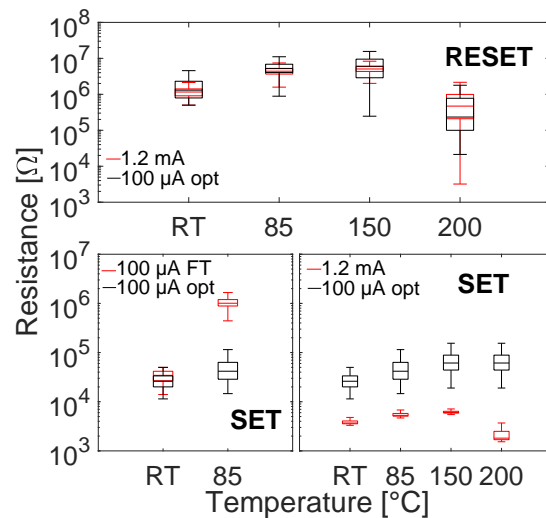 10^8
10^7
10^6
10^5
10^4
10^3
RESET
1.2 mA
100 µA opt
RT 85 150 200
Resistance [Ω]
10^7
10^6
10^5
10^4
10^3
100 µA FT
100 µA opt
SET
RT 85
1.2 mA
100 µA opt
SET
RT 85 150 200
Temperature [°C]